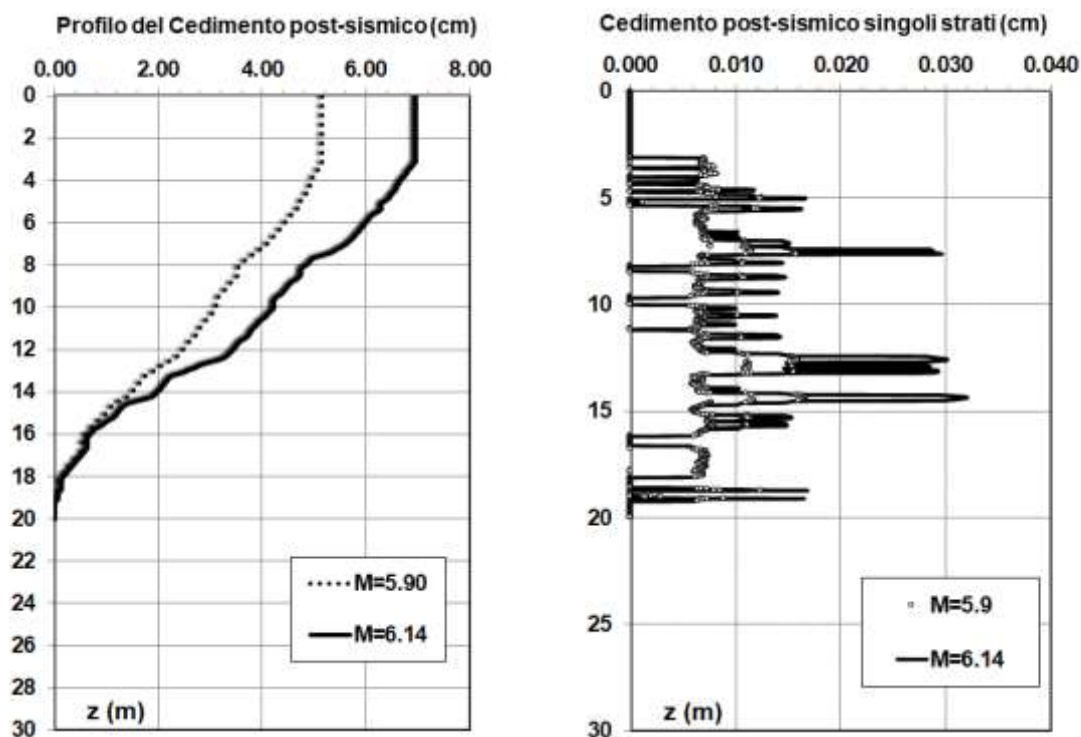 Profilo del Cedimento post-sismico (cm)
0.00 2.00 4.00 6.00 8.00
0
2
4
6
8
10
12
14
16
18
20
22
24
26
28
30
M=5.90
M=6.14
z (m)
Cedimento post-sismico singoli strati (cm)
0.000 0.010 0.020 0.030 0.040
0
5
10
15
20
25
30
M=5.9
M=6.14
z (m)